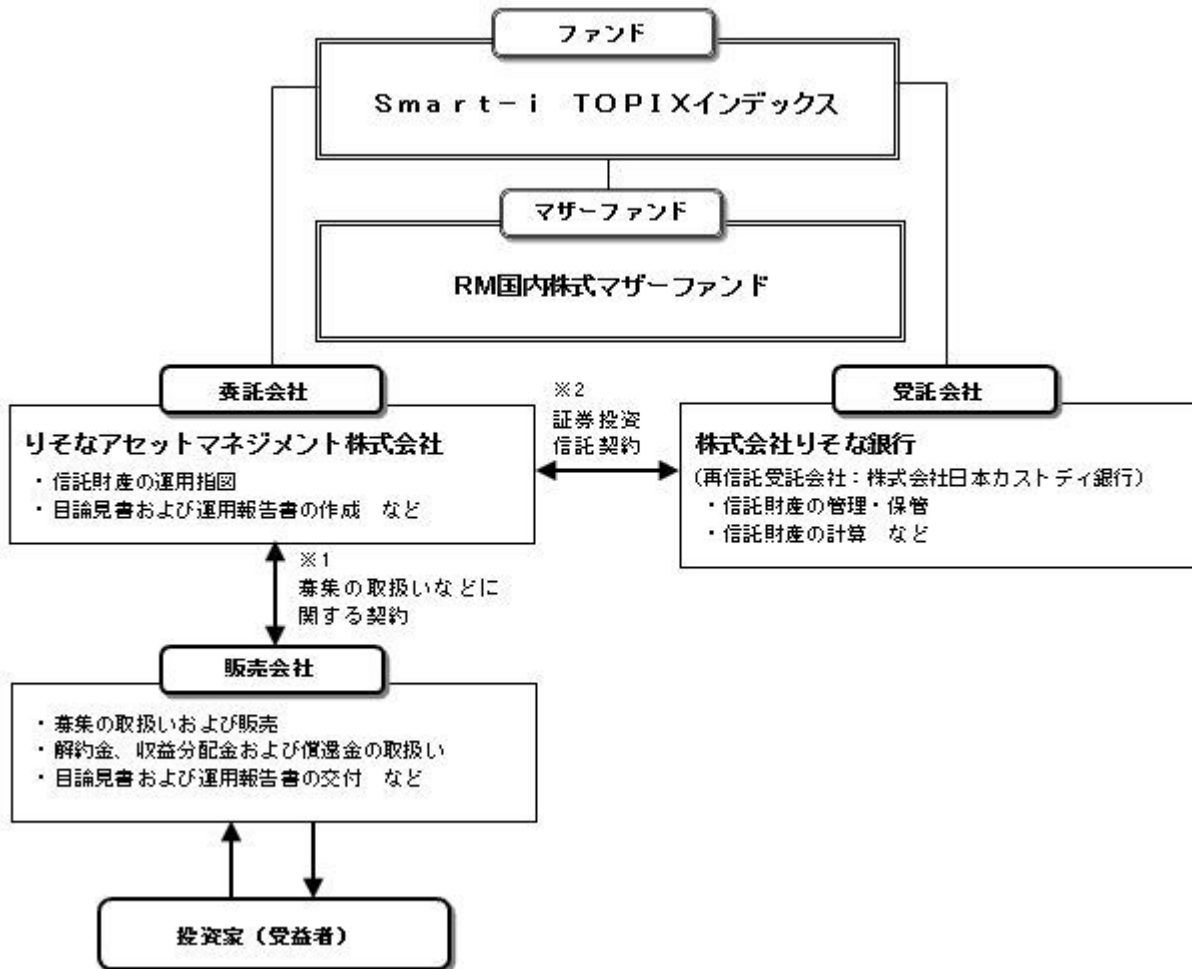 ファンド
Ｓｍａｒｔ－ｉ　ＴＯＰＩＸインデックス
マザーファンド
RM国内株式マザーファンド
委託会社
りそなアセットマネジメント株式会社
・信託財産の運用指図
・目論見書および運用報告書の作成　など
※2
証券投資
信託契約
受託会社
株式会社りそな銀行
(再信託受託会社：株式会社日本カストディ銀行)
・信託財産の管理・保管
・信託財産の計算　など
※1
募集の取扱いなどに
関する契約
販売会社
・募集の取扱いおよび販売
・解約金、収益分配金および償還金の取扱い
・目論見書および運用報告書の交付　など
投資家（受益者）